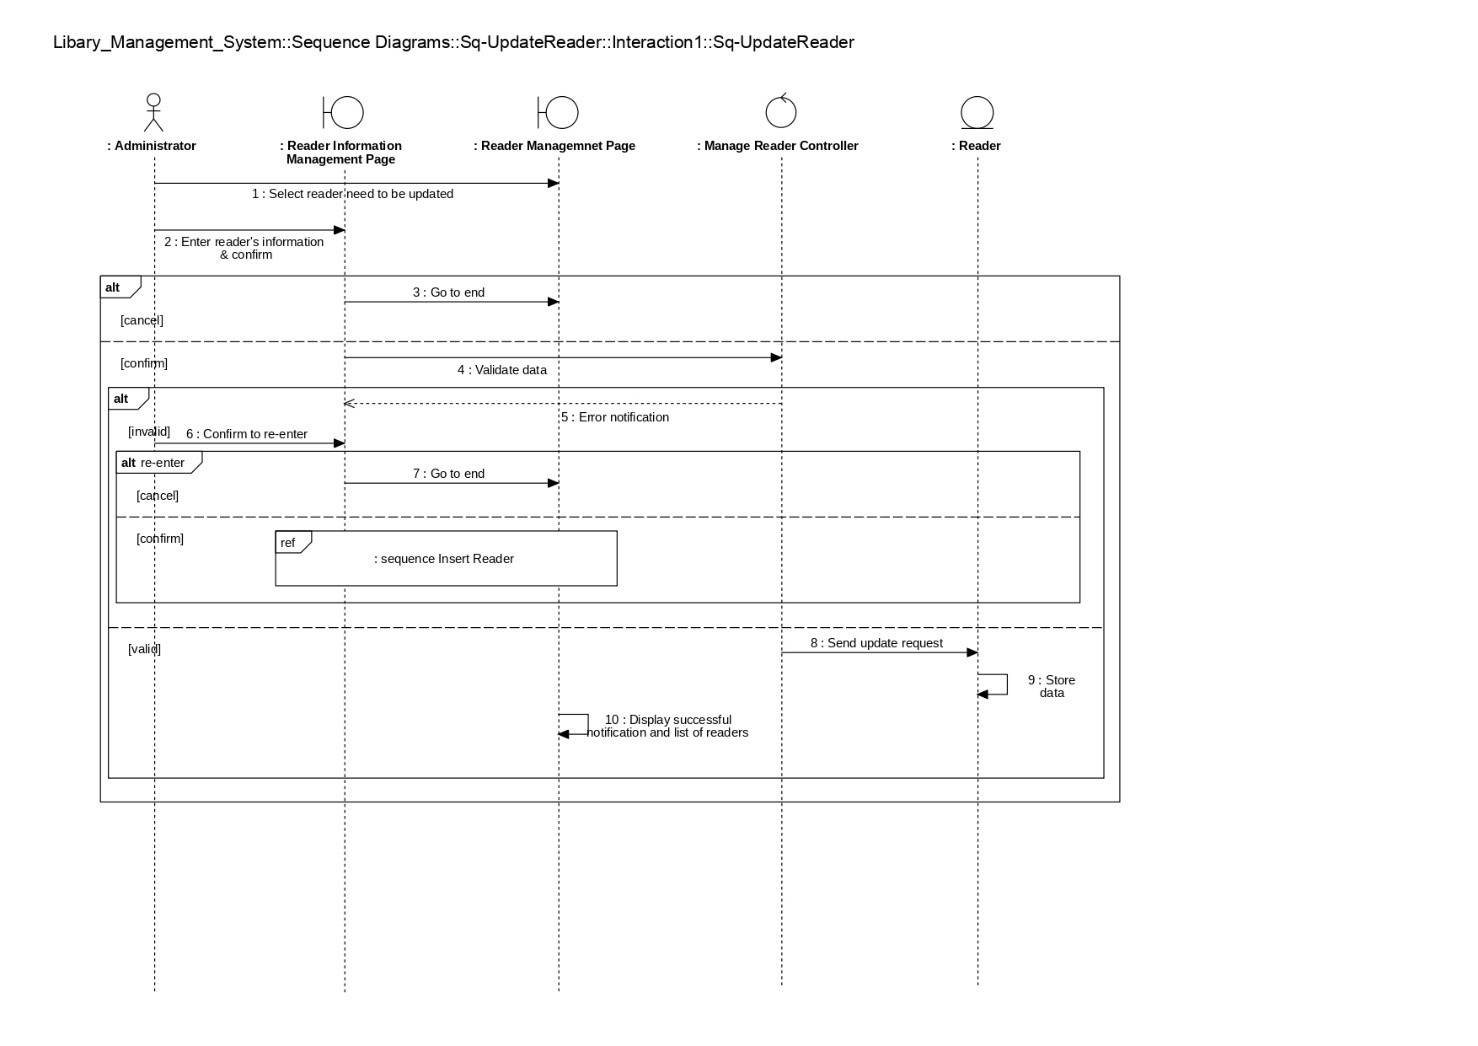 Libary_Management_System::Sequence Diagrams::Sq-UpdateReader::Interaction1::Sq-UpdateReader
: Administrator
: Reader Information
Management Page
: Reader Managemnet Page
: Manage Reader Controller
: Reader
1 : Select reader need to be updated
2 : Enter reader's information
& confirm
alt
3 : Go to end
[cancel]
[confirm]
4 : Validate data
alt
5 : Error notification
[invalid]
6 : Confirm to re-enter
alt re-enter
7 : Go to end
[cancel]
[confirm]
ref
: sequence Insert Reader
[valid]
8 : Send update request
9 : Store
data
10 : Display successful
notification and list of readers